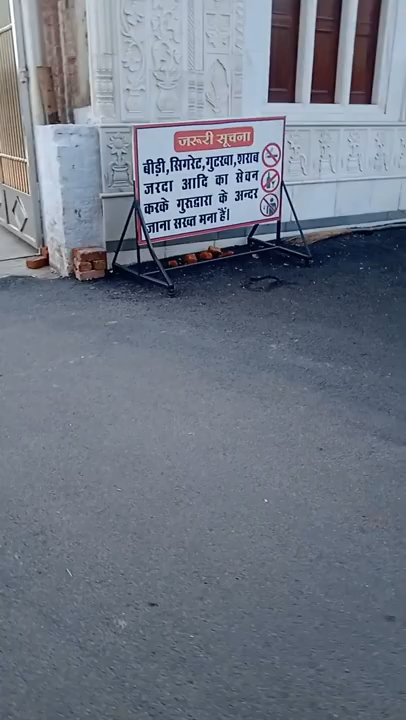 जरूरी सूचना
बीड़ी,सिगरेट,गुटखा,शराब
जरदा आदि का सेवन
करके गुरूद्वारा के अन्दर
जाना सख्त मना हैं।